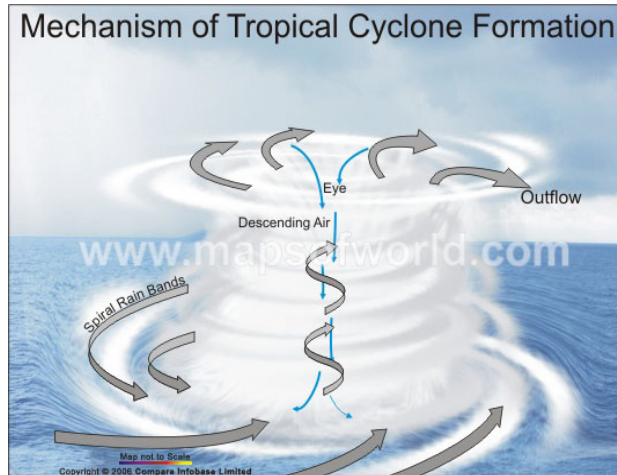 Mechanism of Tropical Cyclone Formation
Eye
Outflow
Descending Air
www.mapsofworld.com
Spiral Rain Bands
Map not to Scale
Copyright © 2006 Compare Infobase Limited